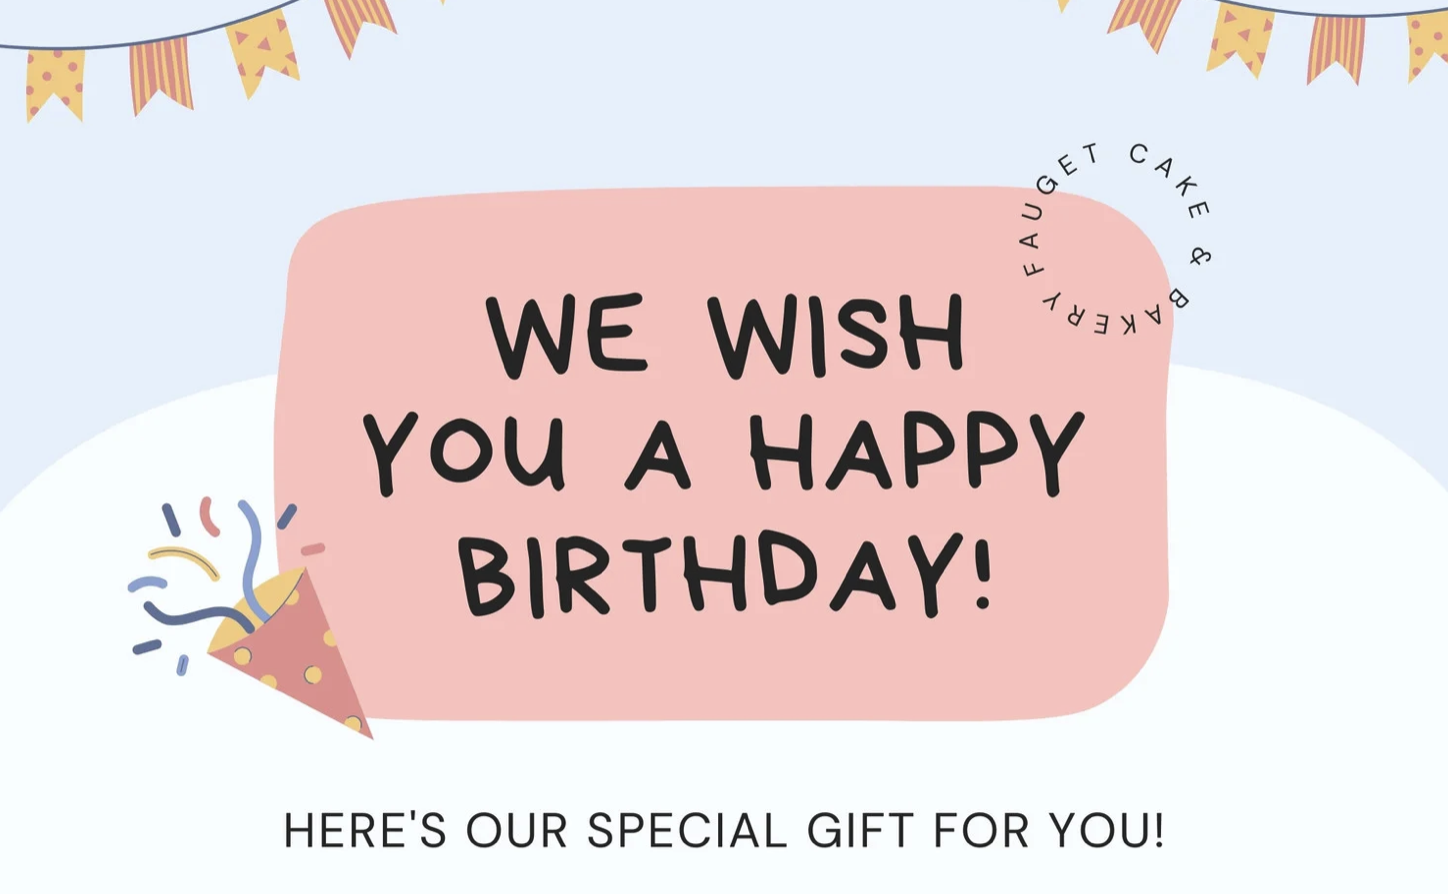 FAUGET CAKE & BAKERY
WE WISH
YOU A HAPPY
BIRTHDAY!
HERE'S OUR SPECIAL GIFT FOR YOU!